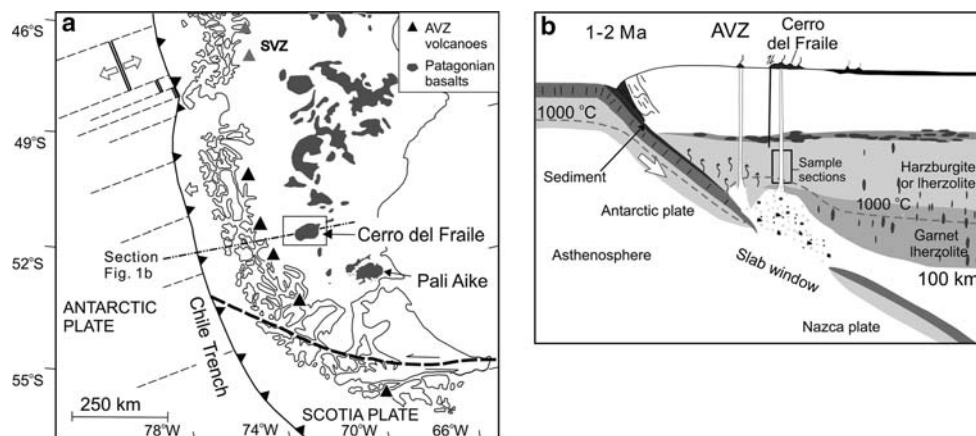 a
46°S
49°S
52°S
55°S
SVZ
AVZ
volcanoes
Patagonian
basalts
Cerro del Fraile
Pali Aike
Section
Fig. 1b
ANTARCTIC
PLATE
Chile Trench
SCOTIA PLATE
250 km
78°W
74°W
70°W
66°W
b
1-2 Ma
AVZ
Cerro
del Fraile
1000 °C
Sediment
Sample
sections
Harzburgite
or lherzolite
1000 °C
Antarctic plate
Garnet
lherzolite
Asthenosphere
Slab window
100 km
Nazca plate